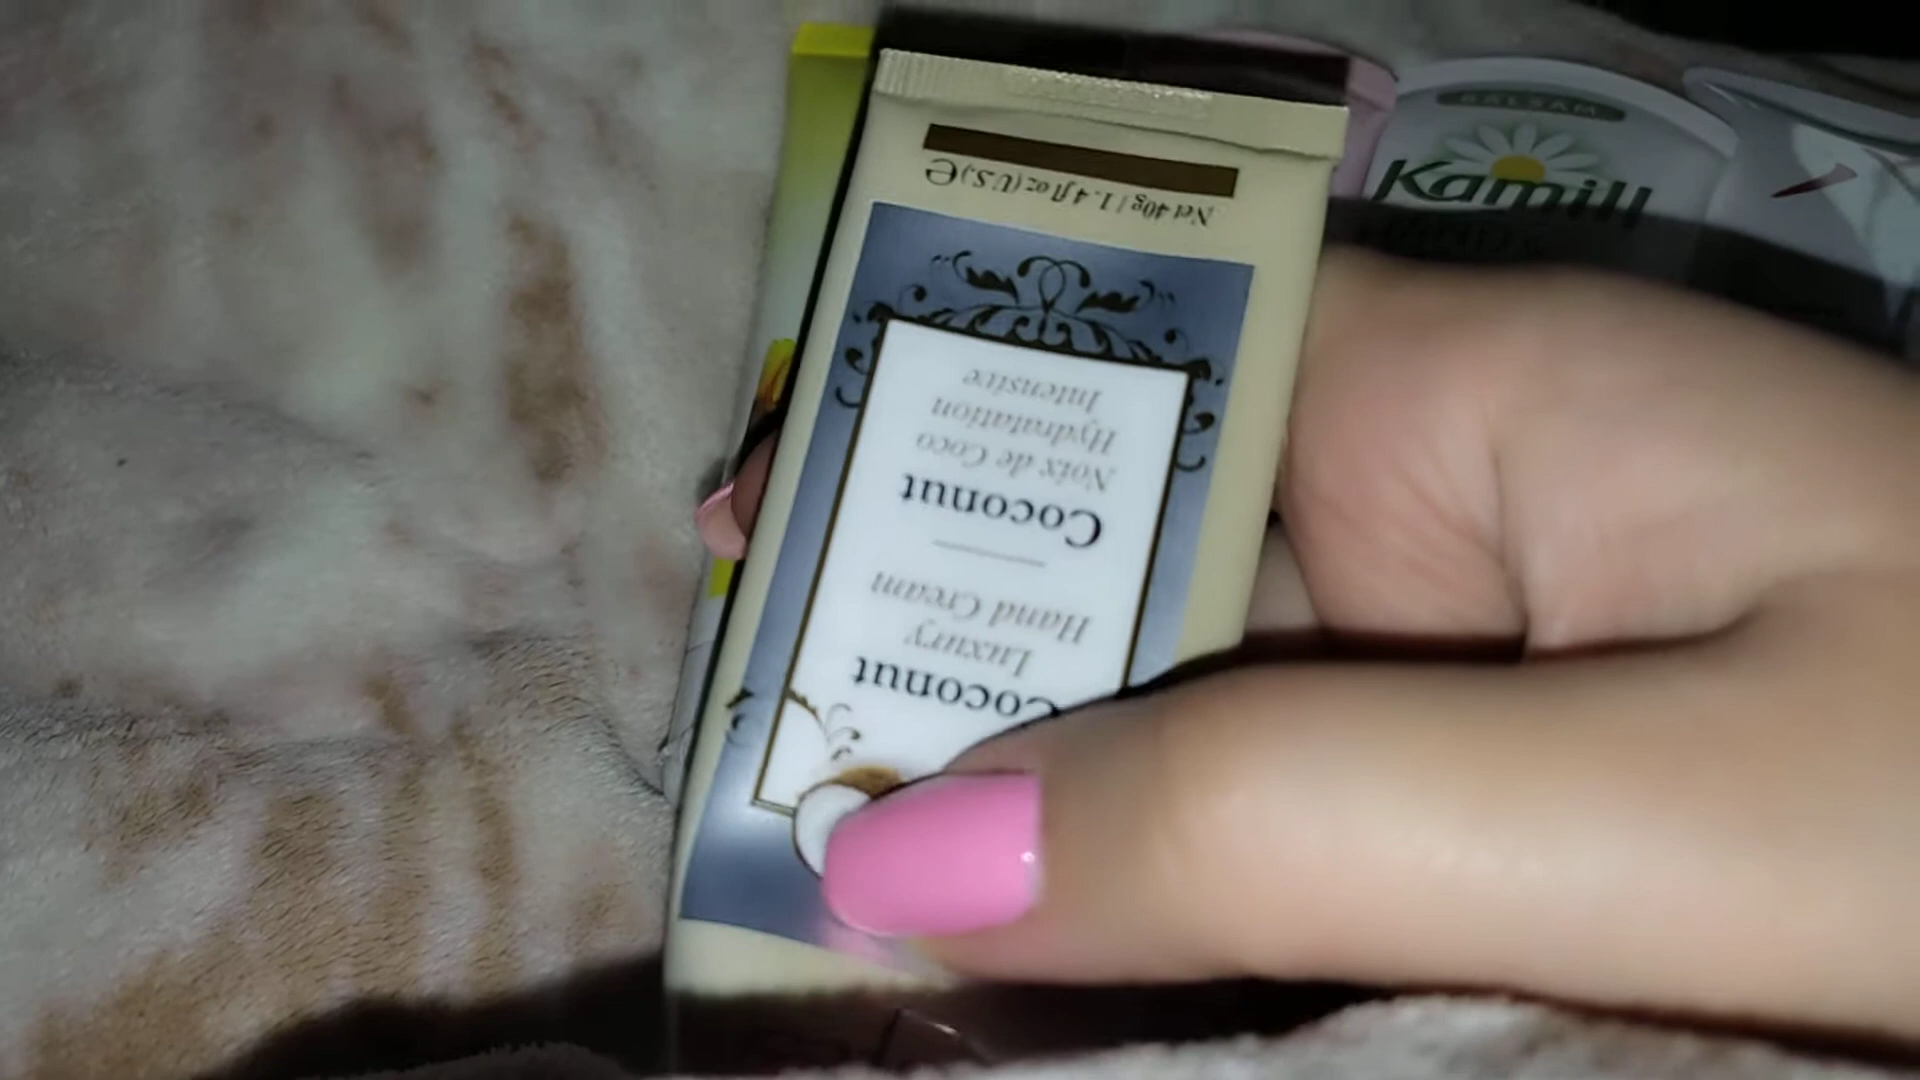 Coconut
Luxury
Hand Cream
Coconut
Noix de Coco
Hydratation
Intensive
Net 40g / 1.4 fl oz (U.S.) ℮
BALSAM
Kamill